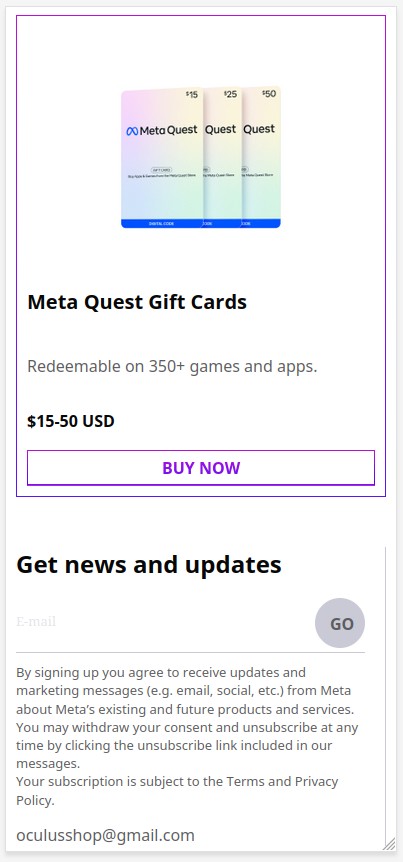 $15
$25
$50
Meta Quest
Quest
Quest
GIFT CARD
DIGITAL CODE
CODE
CODE
Meta Quest Gift Cards
Redeemable on 350+ games and apps.
$15-50 USD
BUY NOW
Get news and updates
E-mail
GO
By signing up you agree to receive updates and
marketing messages (e.g. email, social, etc.) from Meta
about Meta's existing and future products and services.
You may withdraw your consent and unsubscribe at any
time by clicking the unsubscribe link included in our
messages.
Your subscription is subject to the Terms and Privacy
Policy.
oculusshop@gmail.com